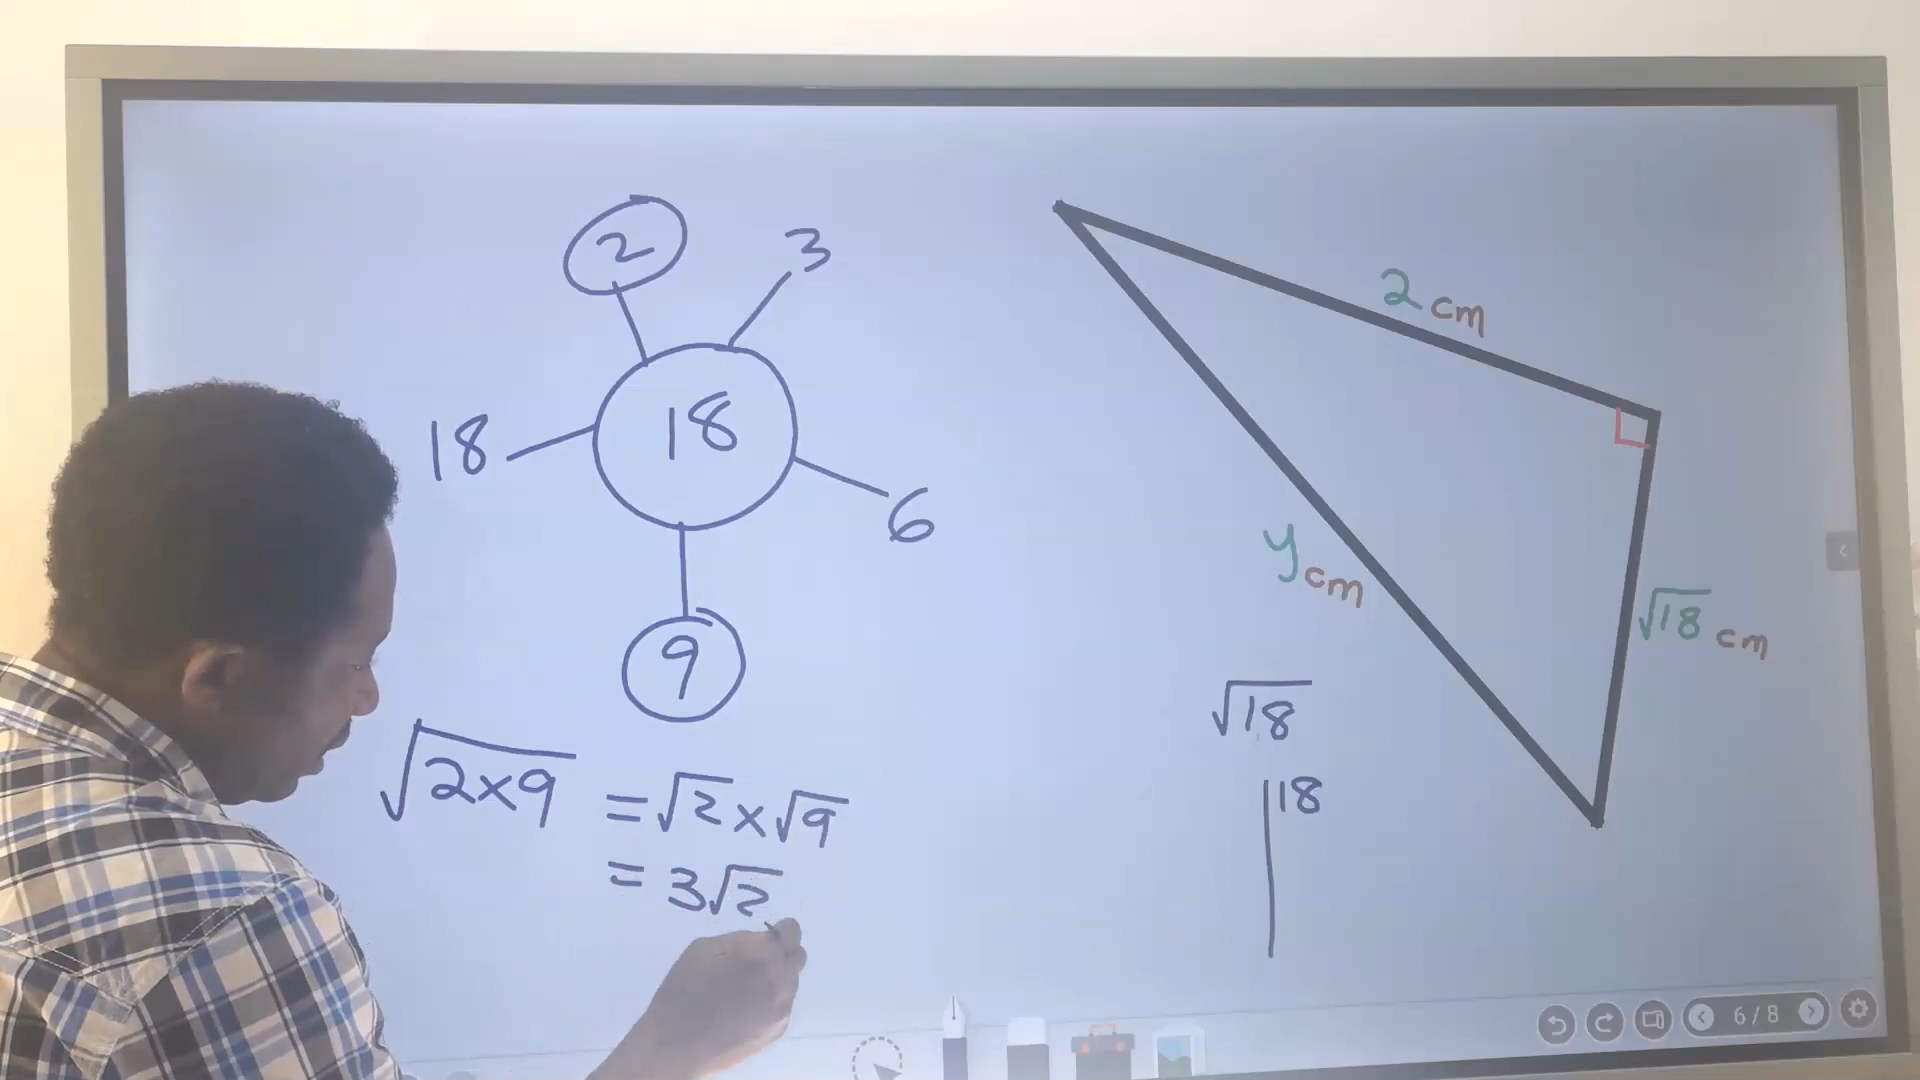 2
3
18
18
6
9
√2×9 = √2×√9
= 3√2
2 cm
y cm
√18 cm
√18
18
6/8